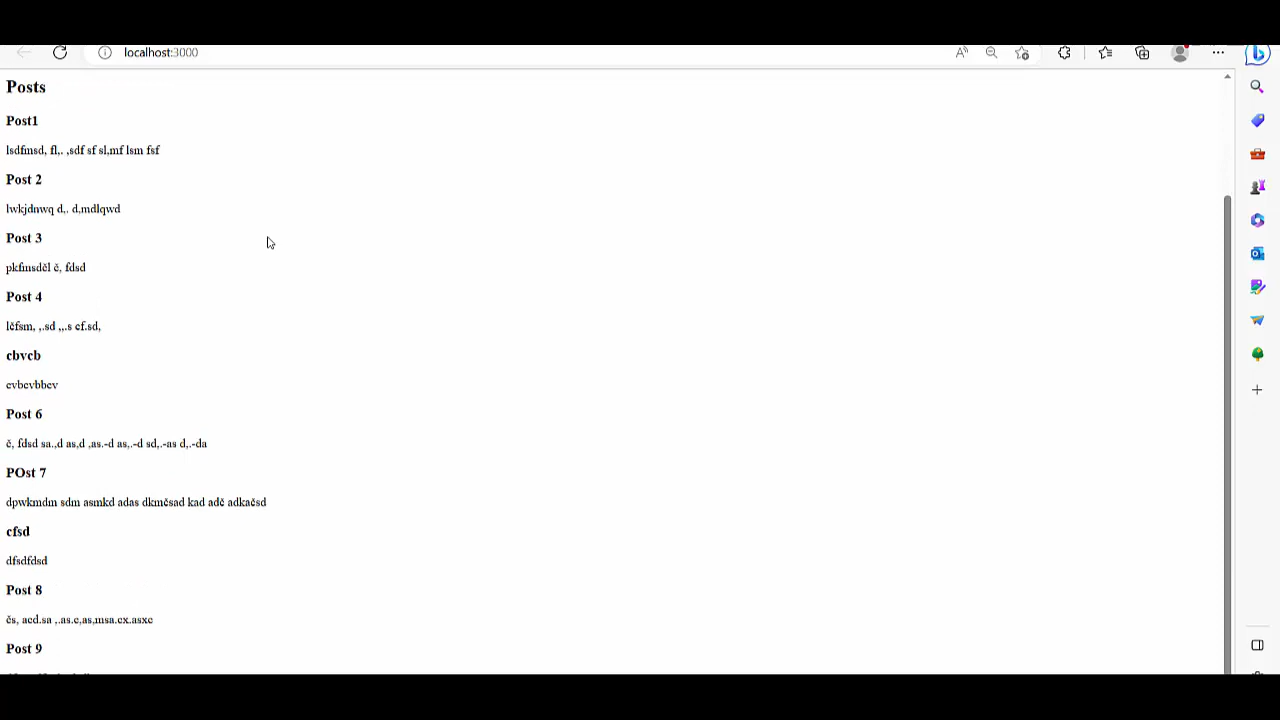 localhost:3000
Posts
Post1
lsdfmsd, fl,. ,sdf sf sl,mf lsm fsf
Post 2
lwkjdnwq d,. d,mdlqwd
Post 3
pkfmsdčl č, fdsd
Post 4
lčfsm, ,.sd ,,.s cf.sd,
cbvcb
cvbcvbbcv
Post 6
č, fdsd sa.,d as,d ,as.-d as,.-d sd,.-as d,.-da
POst 7
dpwkmdm sdm asmkd adas dkmčsad kad adč adkačsd
cfsd
dfsdfdsd
Post 8
čs, acd.sa ,.as.c,as,msa.cx.asxc
Post 9